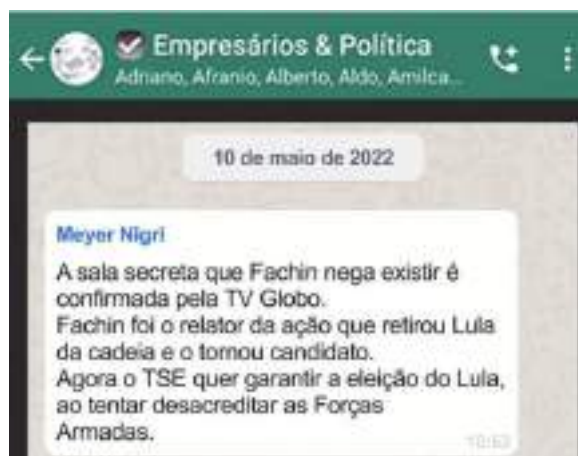 Empresários & Política
Adriano, Afranio, Alberto, Aldo, Amilca...
10 de maio de 2022
Meyer Nigri
A sala secreta que Fachin nega existir é
confirmada pela TV Globo.
Fachin foi o relator da ação que retirou Lula
da cadeia e o tornou candidato.
Agora o TSE quer garantir a eleição do Lula,
ao tentar desacreditar as Forças
Armadas.